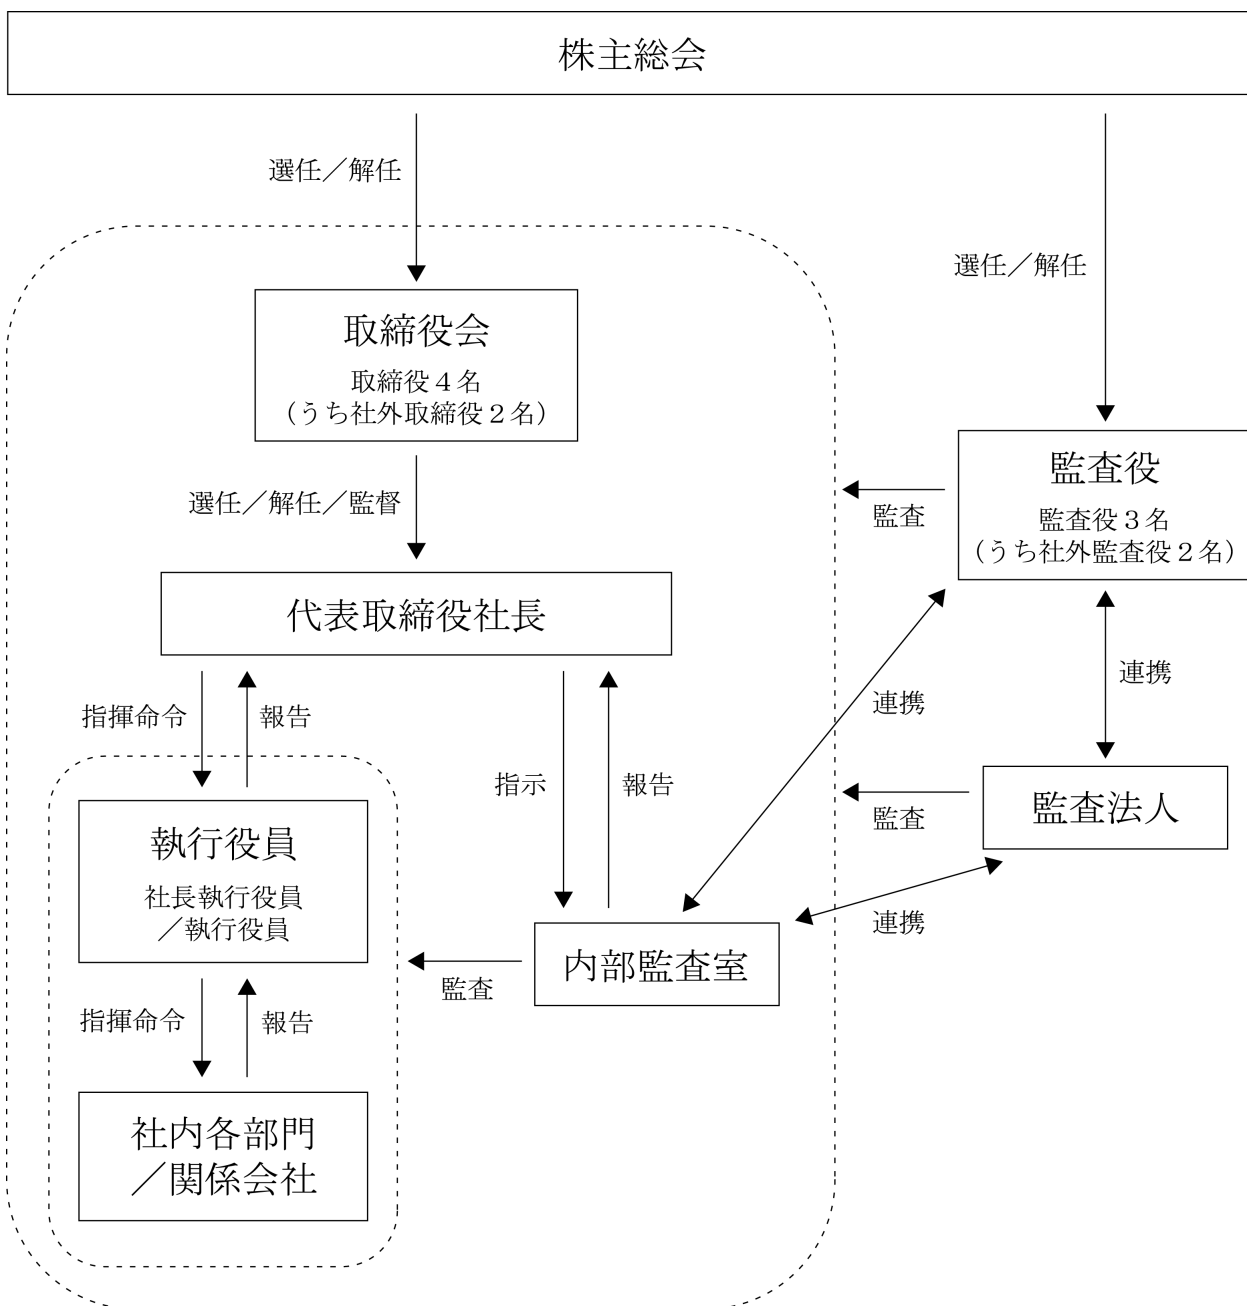 株主総会
選任／解任
選任／解任
取締役会
取締役４名
（うち社外取締役２名）
選任／解任／監督
監査役
監査役３名
（うち社外監査役２名）
監査
代表取締役社長
連携
連携
指揮命令
報告
指示
報告
監査
監査法人
執行役員
社長執行役員
／執行役員
連携
内部監査室
監査
指揮命令
報告
社内各部門
／関係会社